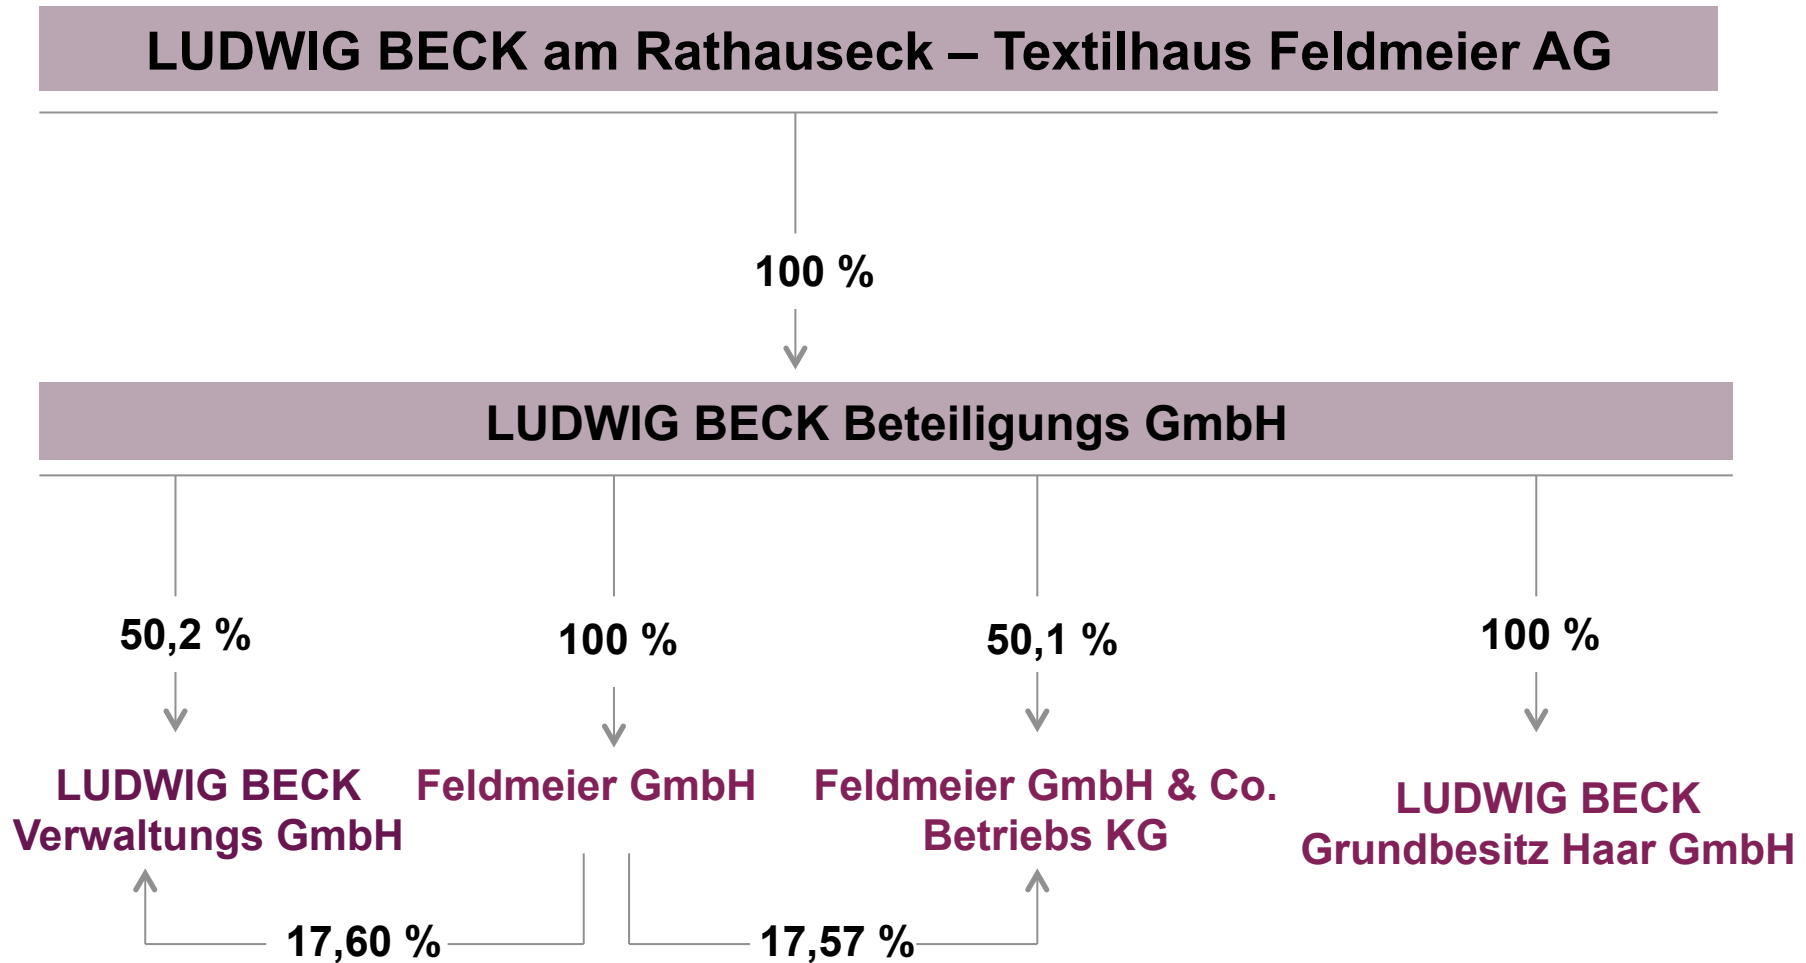 LUDWIG BECK am Rathauseck – Textilhaus Feldmeier AG
100 %
LUDWIG BECK Beteiligungs GmbH
50,2 %
100 %
50,1 %
100 %
LUDWIG BECK
Verwaltungs GmbH
Feldmeier GmbH
Feldmeier GmbH & Co.
Betriebs KG
LUDWIG BECK
Grundbesitz Haar GmbH
17,60 %
17,57 %